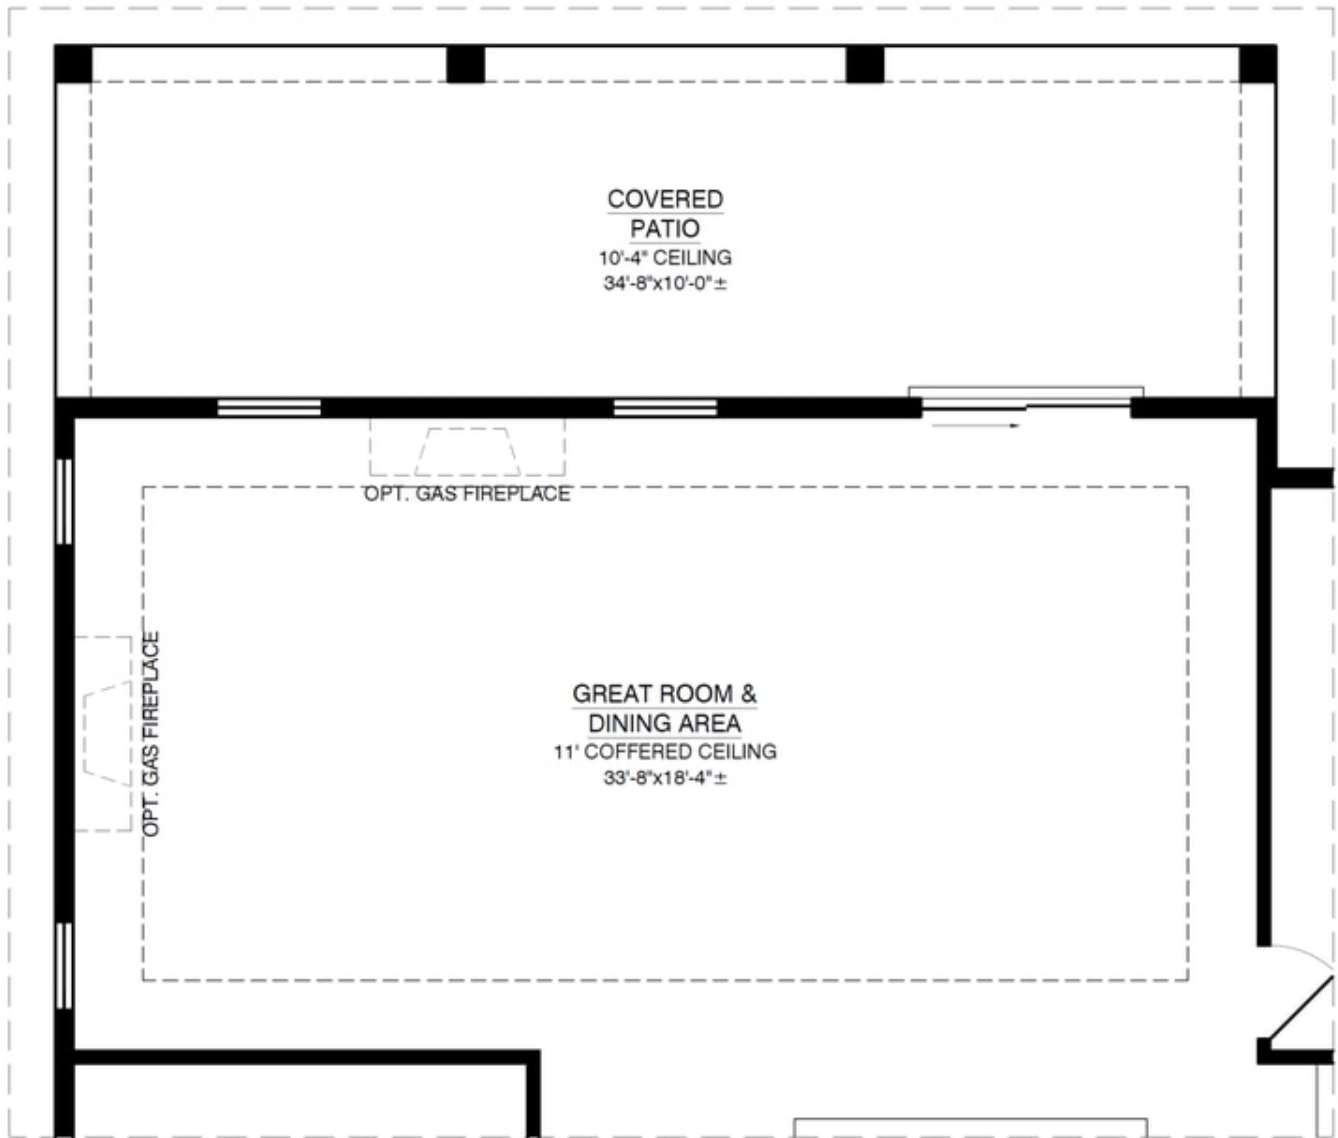 COVERED
PATIO
10'-4" CEILING
34'-8"x10'-0"±
OPT. GAS FIREPLACE
OPT. GAS FIREPLACE
GREAT ROOM &
DINING AREA
11' COFFERED CEILING
33'-8"x18'-4"±